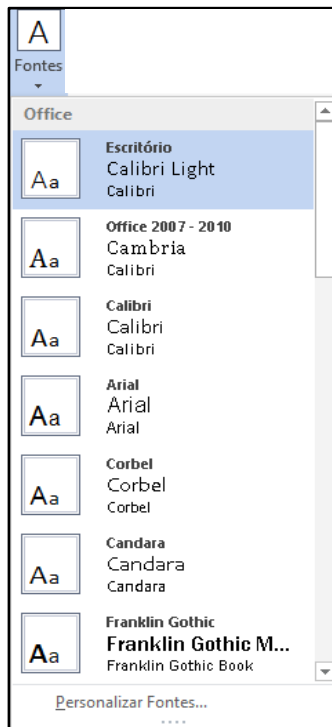 A
Fontes
Office
Aa
Escritório
Calibri Light
Calibri
Aa
Office 2007 - 2010
Cambria
Calibri
Aa
Calibri
Calibri
Calibri
Aa
Arial
Arial
Arial
Aa
Corbel
Corbel
Corbel
Aa
Candara
Candara
Candara
Aa
Franklin Gothic
Franklin Gothic M...
Franklin Gothic Book
Personalizar Fontes...